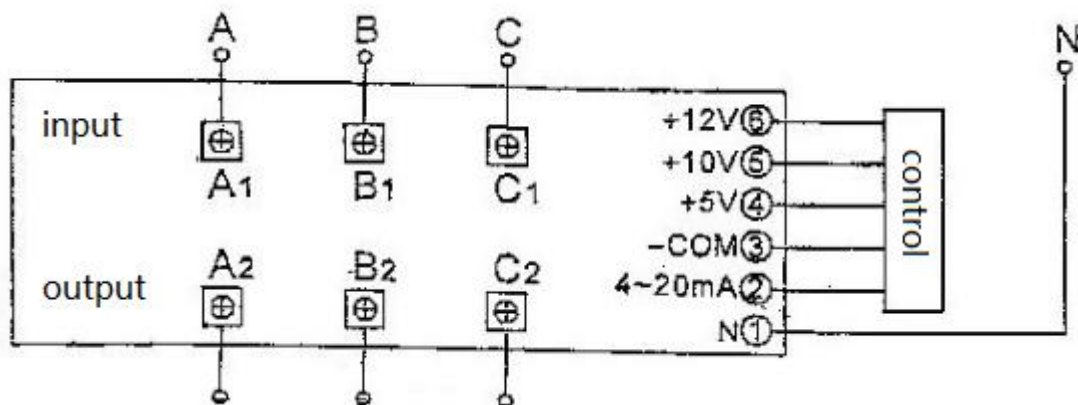 A B C N
input
A1 B1 C1
output
A2 B2 C2
+12V⑥
+10V⑤
+5V④
-COM③
4~20mA②
N①
control